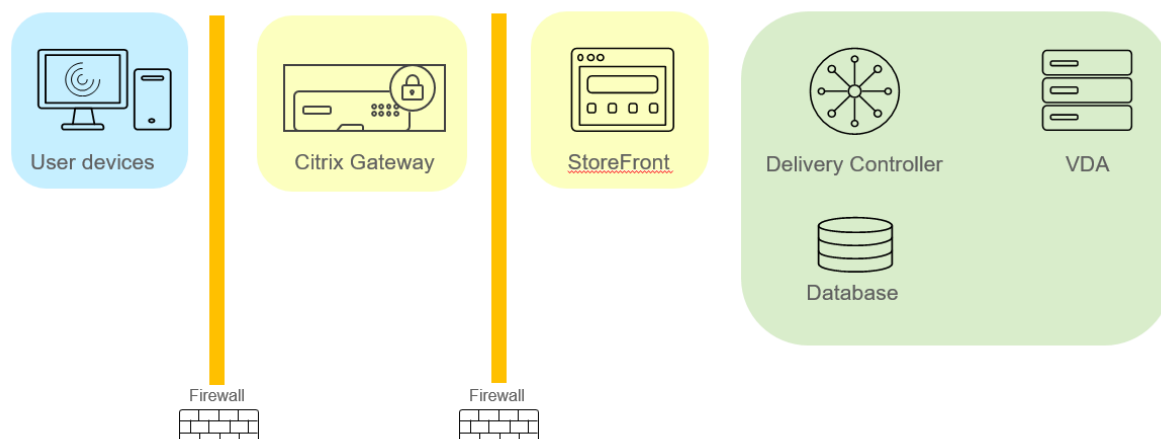 User devices
Citrix Gateway
StoreFront
Delivery Controller
VDA
Database
Firewall
Firewall